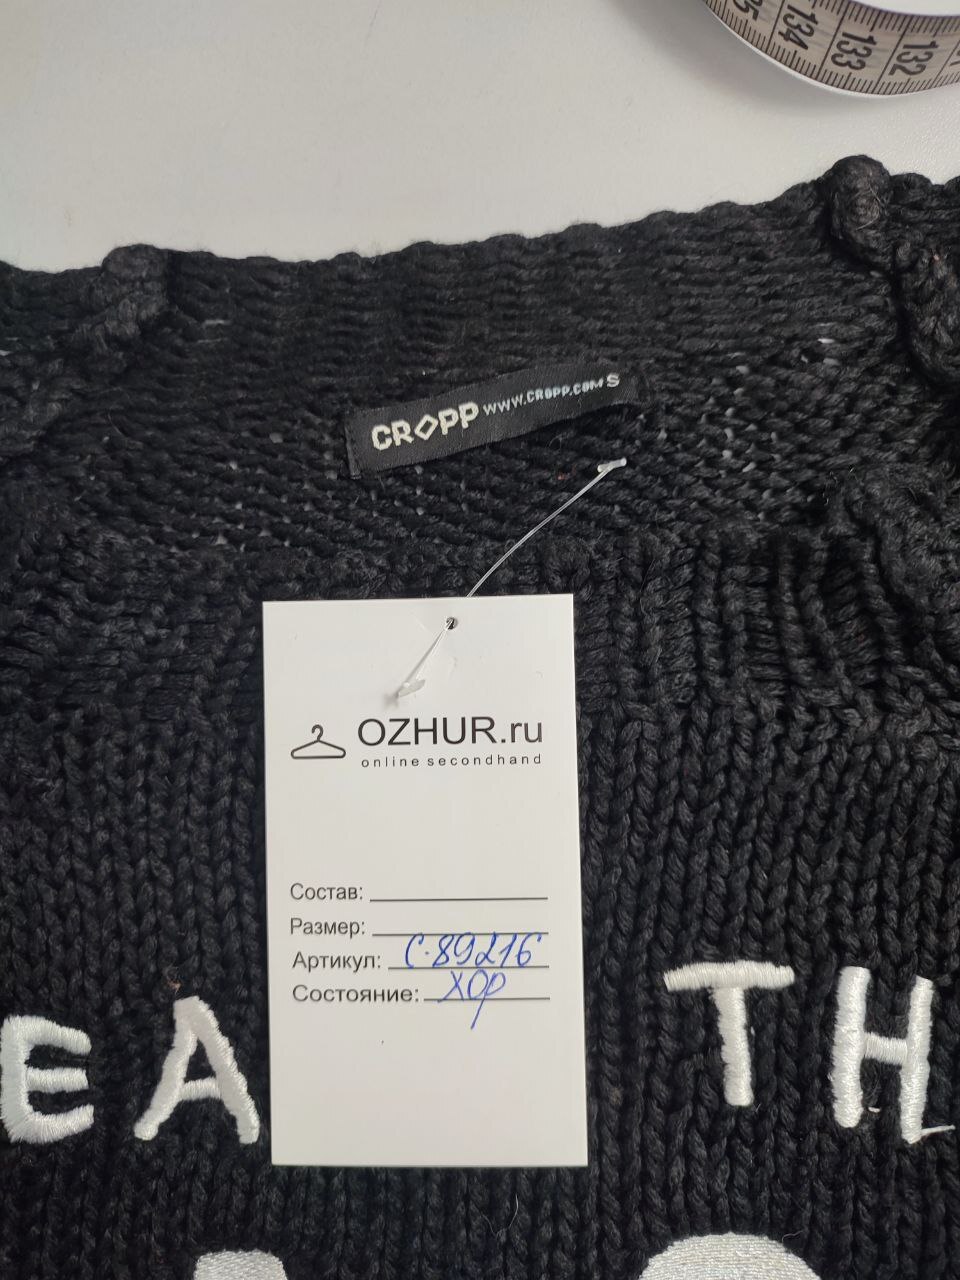 135 134 133 132
CROPP WWW.CROPP.COM S
OZHUR.ru
online secondhand
Состав:
Размер:
Артикул: С-89216
Состояние: хор
EA TH